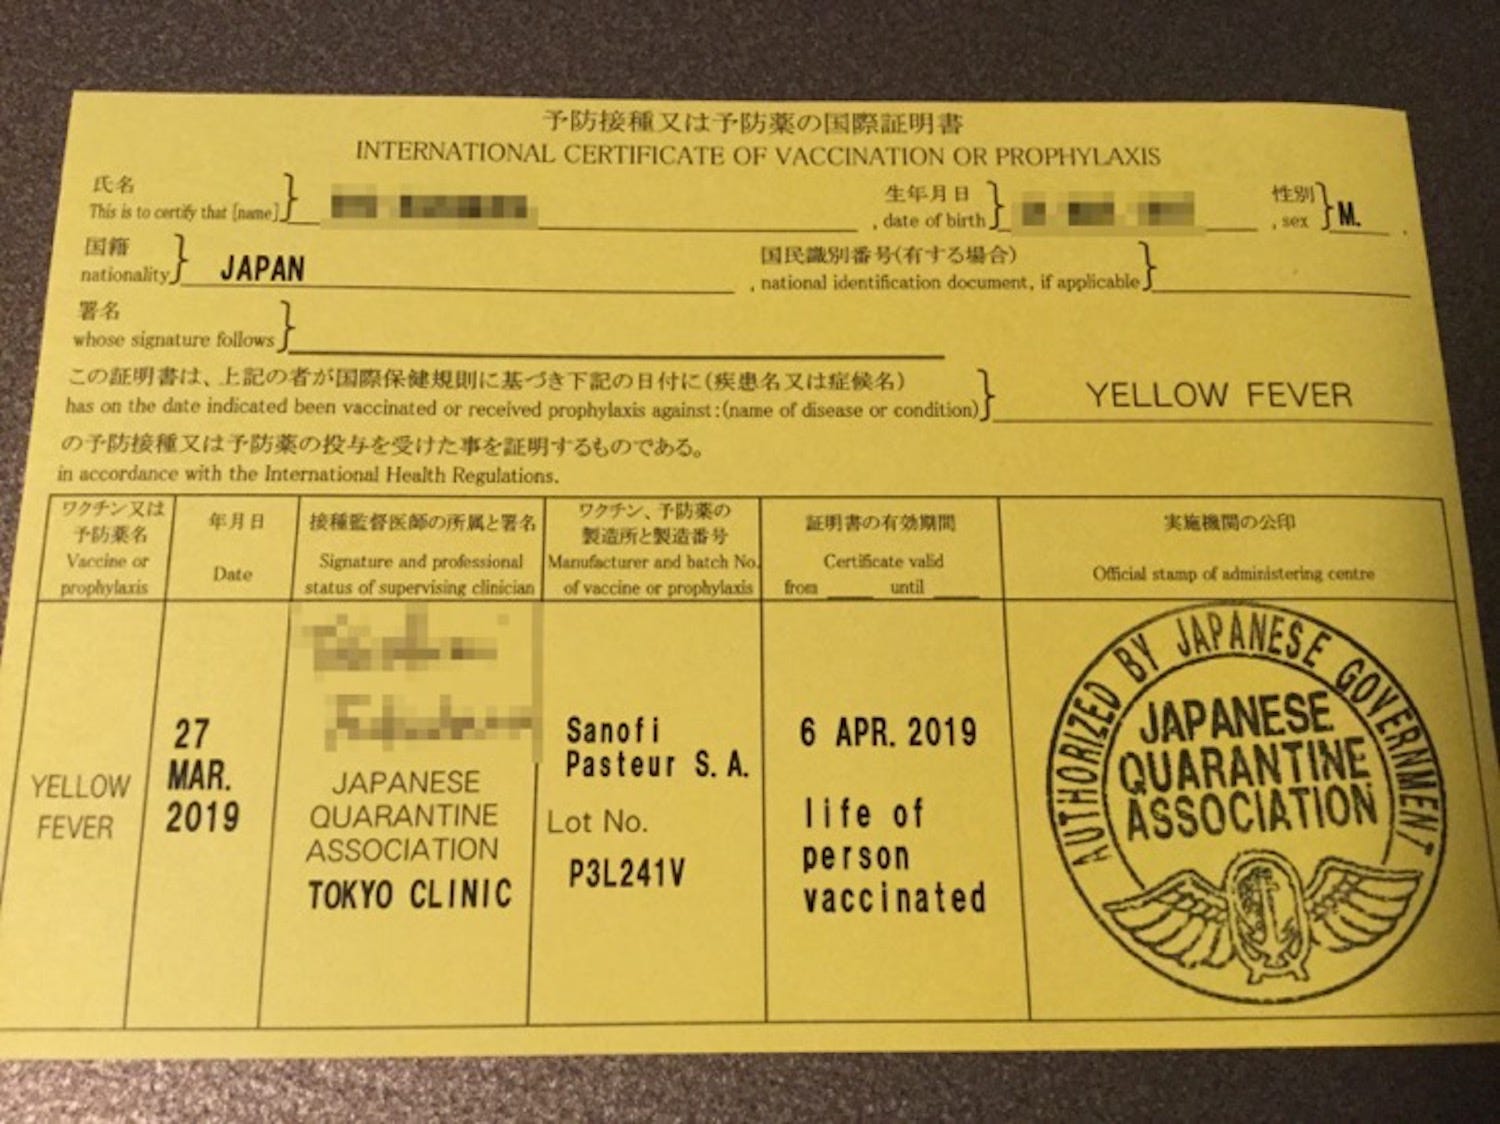 予防接種又は予防薬の国際証明書
INTERNATIONAL CERTIFICATE OF VACCINATION OR PROPHYLAXIS
氏名
This is to certify that [name]
生年月日
, date of birth
性別
, sex
M.
国籍
nationality
JAPAN
国民識別番号(有する場合)
, national identification document, if applicable
署名
whose signature follows
この証明書は、上記の者が国際保健規則に基づき下記の日付に(疾患名又は症候名)
has on the date indicated been vaccinated or received prophylaxis against:(name of disease or condition)
YELLOW FEVER
の予防接種又は予防薬の投与を受けた事を証明するものである。
in accordance with the International Health Regulations.
ワクチン又は
予防薬名
Vaccine or
prophylaxis
年月日
Date
接種監督医師の所属と署名
Signature and professional
status of supervising clinician
ワクチン、予防薬の
製造所と製造番号
Manufacturer and batch No.
of vaccine or prophylaxis
証明書の有効期間
Certificate valid
from ____ until ____
実施機関の公印
Official stamp of administering centre
YELLOW
FEVER
27
MAR.
2019
JAPANESE
QUARANTINE
ASSOCIATION
TOKYO CLINIC
Sanofi
Pasteur S.A.
Lot No.
P3L241V
6 APR. 2019
life of
person
vaccinated
AUTHORIZED BY JAPANESE GOVERNMENT
JAPANESE
QUARANTINE
ASSOCIATION